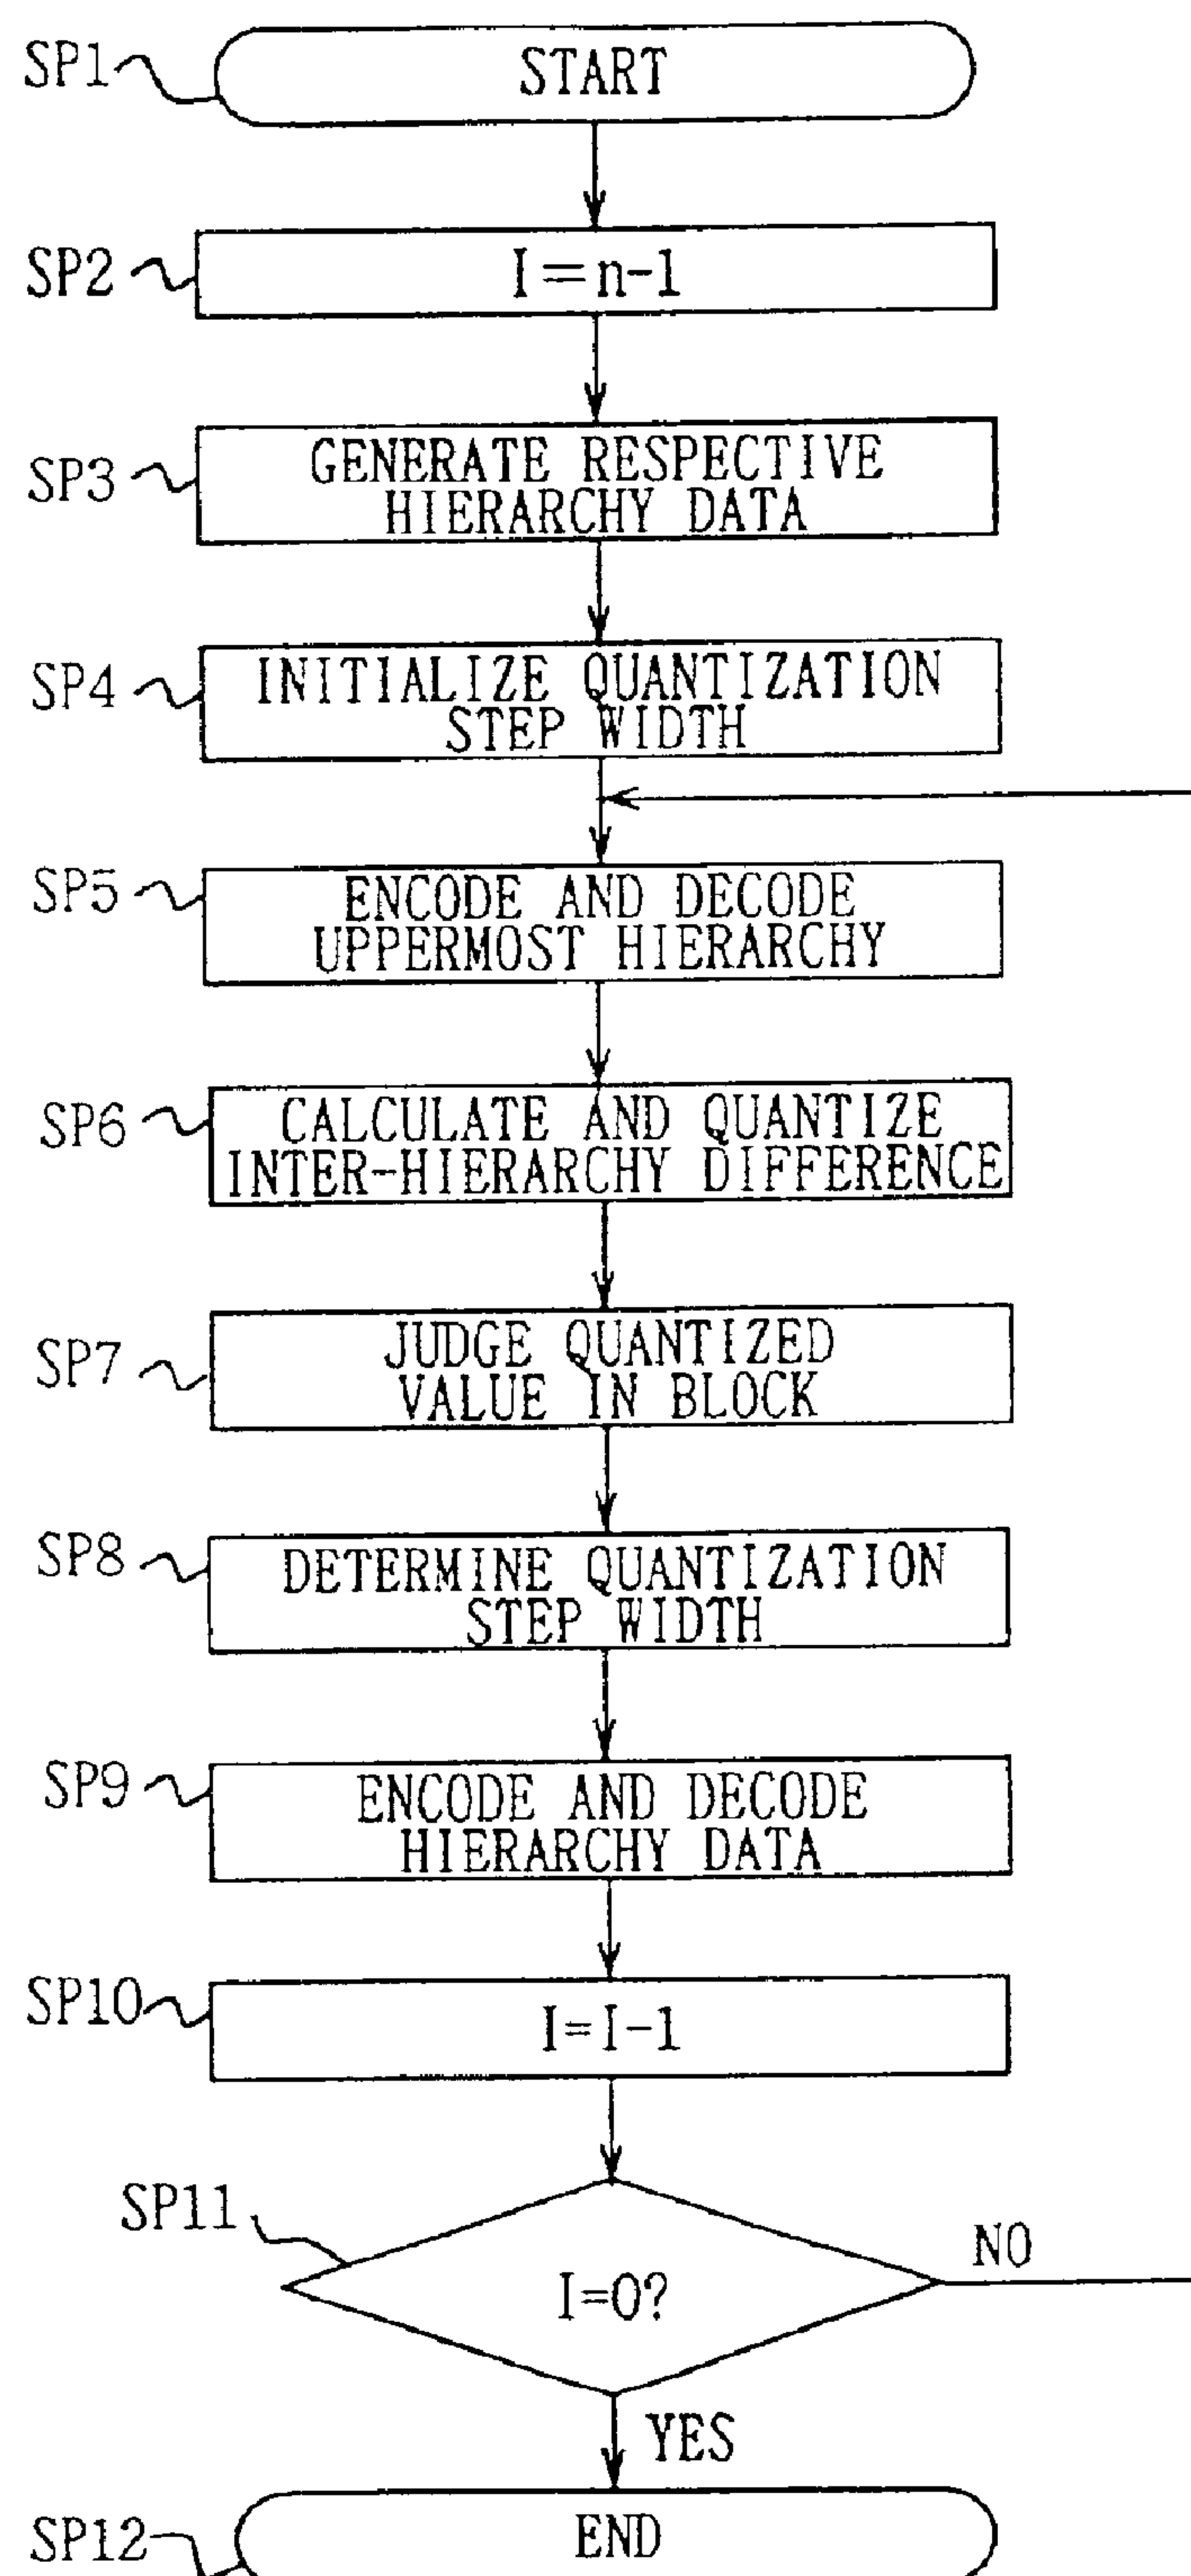 SP1 START
SP2 I=n-1
SP3 GENERATE RESPECTIVE
HIERARCHY DATA
SP4 INITIALIZE QUANTIZATION
STEP WIDTH
SP5 ENCODE AND DECODE
UPPERMOST HIERARCHY
SP6 CALCULATE AND QUANTIZE
INTER-HIERARCHY DIFFERENCE
SP7 JUDGE QUANTIZED
VALUE IN BLOCK
SP8 DETERMINE QUANTIZATION
STEP WIDTH
SP9 ENCODE AND DECODE
HIERARCHY DATA
SP10 I=I-1
SP11 I=0? NO
YES
SP12 END